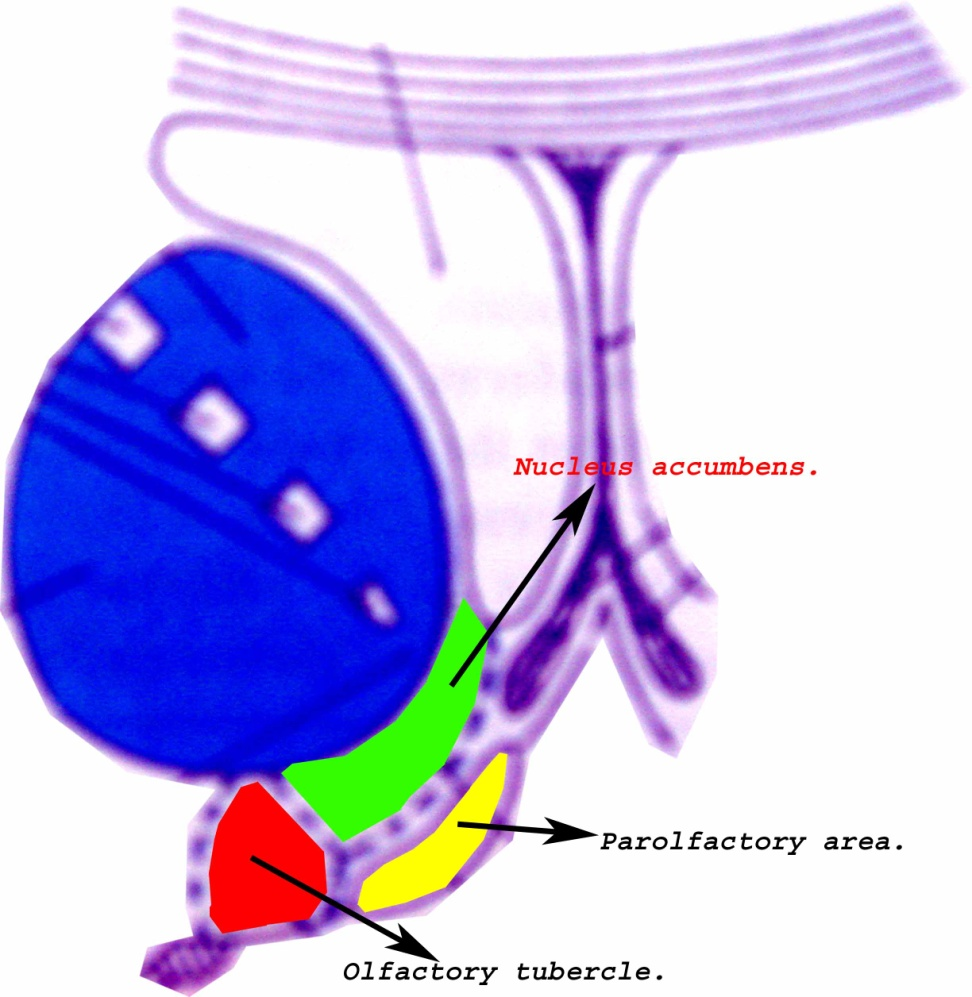 Nucleus accumbens.
Parolfactory area.
Olfactory tubercle.